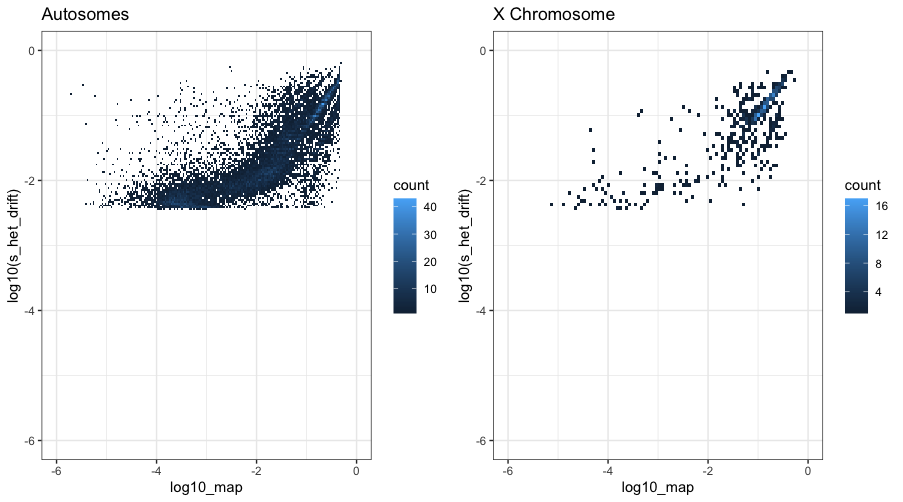 Autosomes
0
-2
-4
-6
log10(s_het_drift)
-6 -4 -2 0
log10_map
count
40
30
20
10
X Chromosome
0
-2
-4
-6
log10(s_het_drift)
-6 -4 -2 0
log10_map
count
16
12
8
4